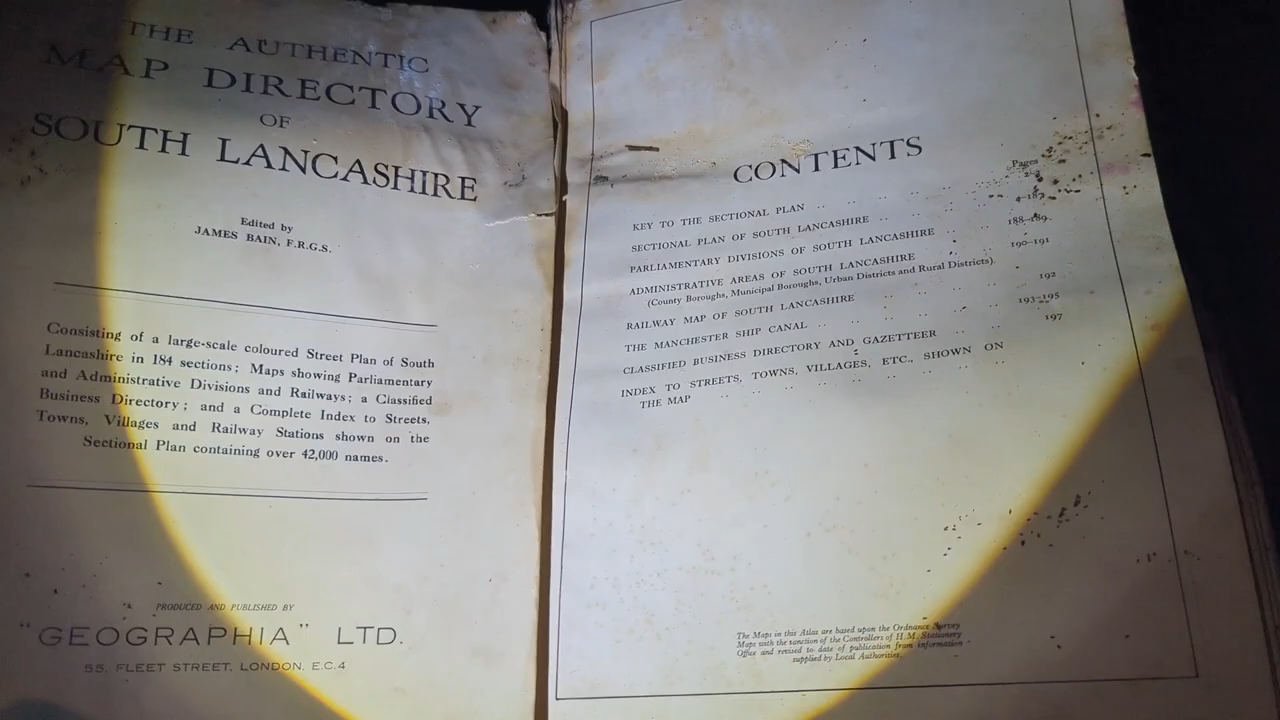 THE AUTHENTIC
MAP DIRECTORY
OF
SOUTH LANCASHIRE
Edited by
JAMES BAIN, F.R.G.S.
Consisting of a large-scale coloured Street Plan of South
Lancashire in 184 sections; Maps showing Parliamentary
and Administrative Divisions and Railways; a Classified
Business Directory; and a Complete Index to Streets,
Towns, Villages and Railway Stations shown on the
Sectional Plan containing over 42,000 names.
PRODUCED AND PUBLISHED BY
"GEOGRAPHIA" LTD.
55, FLEET STREET, LONDON, E.C.4
CONTENTS
Pages
KEY TO THE SECTIONAL PLAN .. .. .. .. ..
SECTIONAL PLAN OF SOUTH LANCASHIRE .. .. .. 4–187
PARLIAMENTARY DIVISIONS OF SOUTH LANCASHIRE .. .. 188–189
ADMINISTRATIVE AREAS OF SOUTH LANCASHIRE .. .. 190–191
(County Boroughs, Municipal Boroughs, Urban Districts and Rural Districts).
RAILWAY MAP OF SOUTH LANCASHIRE .. .. .. .. 192
THE MANCHESTER SHIP CANAL .. .. .. .. .. 193–195
CLASSIFIED BUSINESS DIRECTORY AND GAZETTEER .. .. 197
INDEX TO STREETS, TOWNS, VILLAGES, ETC., SHOWN ON
THE MAP .. .. .. .. .. .. .. ..
The Maps in this Atlas are based upon the Ordnance Survey
Maps with the sanction of the Controllers of H.M. Stationery
Office and revised to date of publication from information
supplied by Local Authorities.